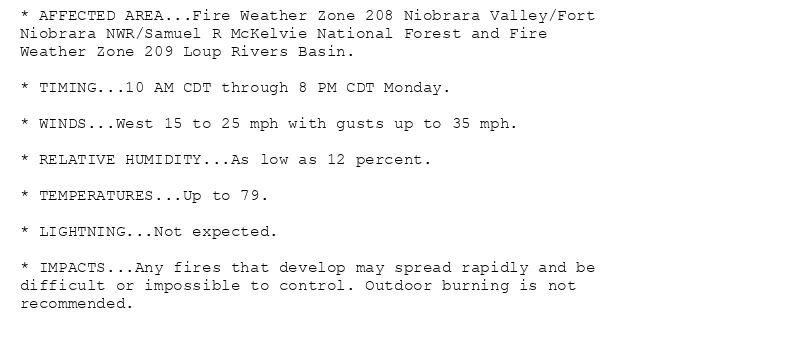 * AFFECTED AREA...Fire Weather Zone 208 Niobrara Valley/Fort
Niobrara NWR/Samuel R McKelvie National Forest and Fire
Weather Zone 209 Loup Rivers Basin.
* TIMING...10 AM CDT through 8 PM CDT Monday.
* WINDS...West 15 to 25 mph with gusts up to 35 mph.
* RELATIVE HUMIDITY...As low as 12 percent.
* TEMPERATURES...Up to 79.
* LIGHTNING...Not expected.
* IMPACTS...Any fires that develop may spread rapidly and be
difficult or impossible to control. Outdoor burning is not
recommended.